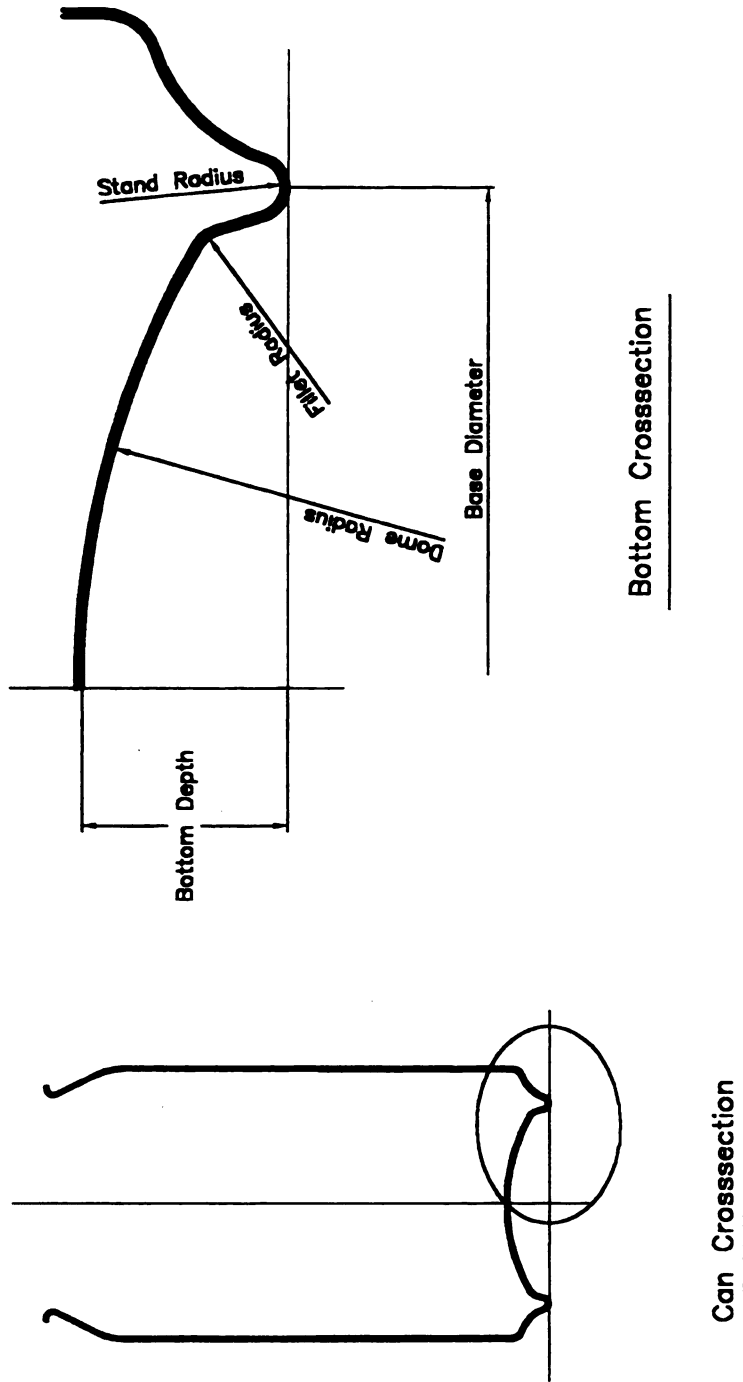 Stand Radius
Fillet Radius
Dome Radius
Base Diameter
Bottom Depth
Bottom Crosssection
Can Crosssection